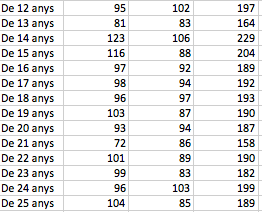 De 12 anys 95 102 197
De 13 anys 81 83 164
De 14 anys 123 106 229
De 15 anys 116 88 204
De 16 anys 97 92 189
De 17 anys 98 94 192
De 18 anys 96 97 193
De 19 anys 103 87 190
De 20 anys 93 94 187
De 21 anys 72 86 158
De 22 anys 101 89 190
De 23 anys 99 83 182
De 24 anys 96 103 199
De 25 anys 104 85 189